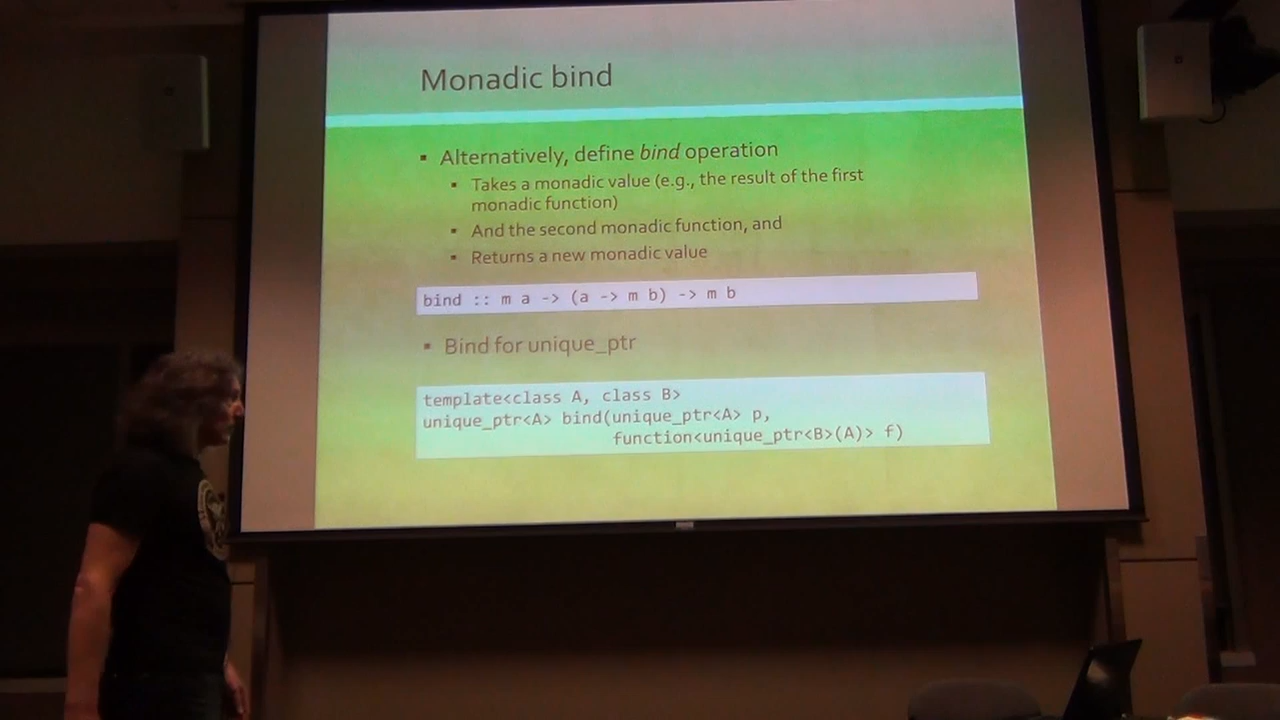 Monadic bind
▪ Alternatively, define bind operation
▪ Takes a monadic value (e.g., the result of the first
monadic function)
▪ And the second monadic function, and
▪ Returns a new monadic value
bind :: m a -> (a -> m b) -> m b
▪ Bind for unique_ptr
template<class A, class B>
unique_ptr<A> bind(unique_ptr<A> p,
function<unique_ptr<B>(A)> f)